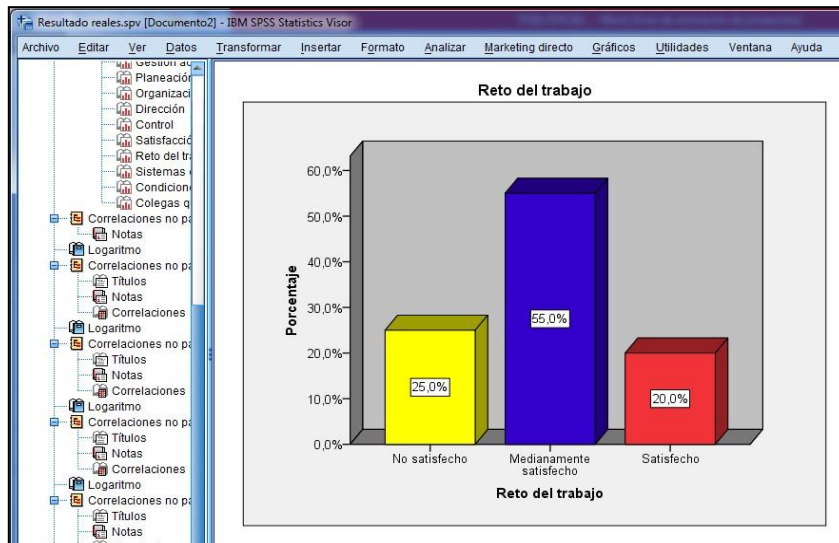 Resultado reales.spv [Documento2] - IBM SPSS Statistics Visor
Archivo Editar Ver Datos Transformar Insertar Formato Analizar Marketing directo Gráficos Utilidades Ventana Ayuda
Planeación
Organizaci
Dirección
Control
Satisfacció
Reto del tra
Sistemas
Condicione
Colegas q
Correlaciones no pa
Notas
Logaritmo
Correlaciones no pa
Títulos
Notas
Correlaciones
Logaritmo
Correlaciones no pa
Títulos
Notas
Correlaciones
Logaritmo
Correlaciones no pa
Títulos
Notas
Correlaciones
Logaritmo
Correlaciones no pa
Títulos
Notas
Reto del trabajo
Porcentaje
60,0%
50,0%
40,0%
30,0%
20,0%
10,0%
0,0%
25,0%
55,0%
20,0%
No satisfecho
Medianamente
satisfecho
Satisfecho
Reto del trabajo